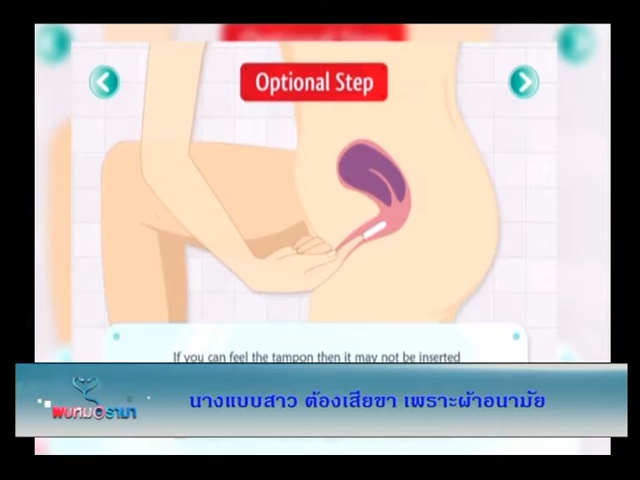 Optional Step
If you can feel the tampon then it may not be inserted
พบหมอรามา
นางแบบสาว ต้องเสียขา เพราะผ้าอนามัย